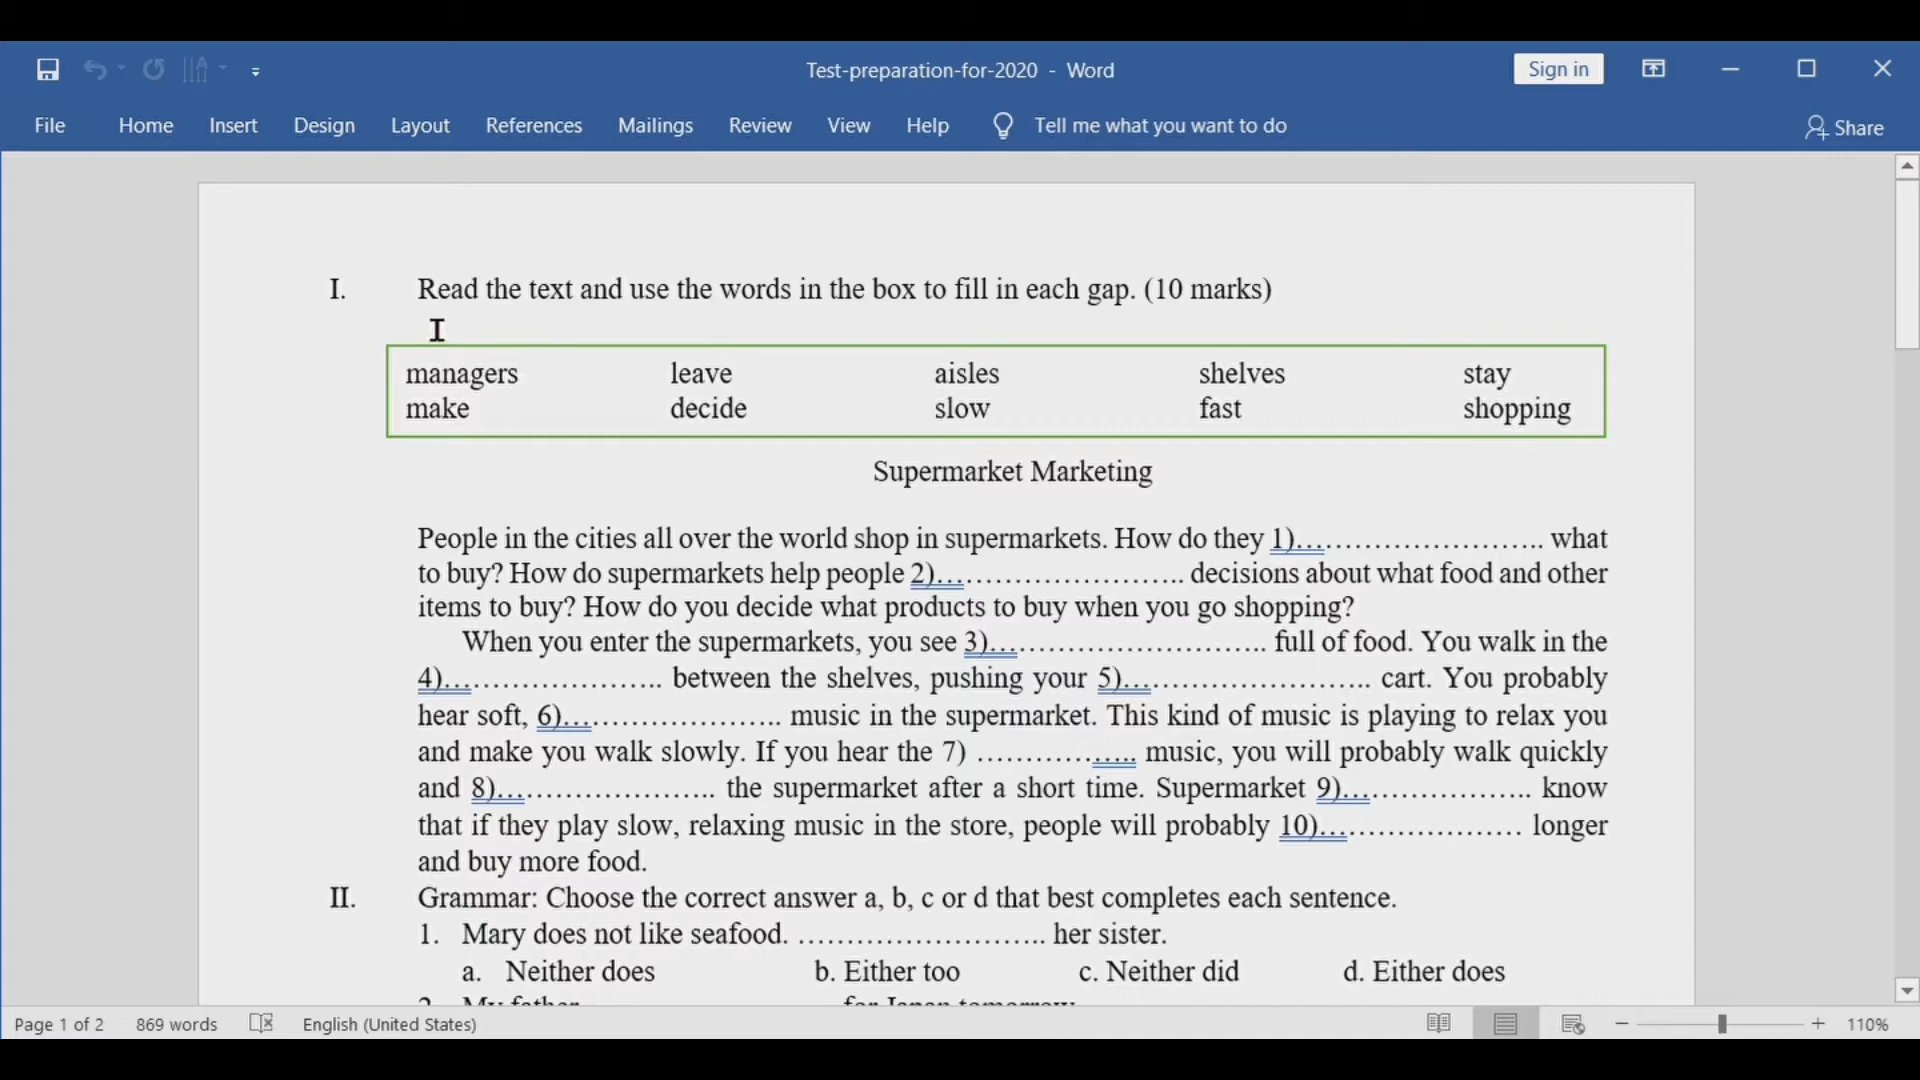 Test-preparation-for-2020 - Word
Sign in
File Home Insert Design Layout References Mailings Review View Help Tell me what you want to do Share
I. Read the text and use the words in the box to fill in each gap. (10 marks)
managers leave aisles shelves stay
make decide slow fast shopping
Supermarket Marketing
People in the cities all over the world shop in supermarkets. How do they 1)…………………….. what
to buy? How do supermarkets help people 2)…………………….. decisions about what food and other
items to buy? How do you decide what products to buy when you go shopping?
When you enter the supermarkets, you see 3)…………………….. full of food. You walk in the
4)…………………….. between the shelves, pushing your 5)…………………….. cart. You probably
hear soft, 6)…………………….. music in the supermarket. This kind of music is playing to relax you
and make you walk slowly. If you hear the 7) …………….. music, you will probably walk quickly
and 8)…………………….. the supermarket after a short time. Supermarket 9)………………….. know
that if they play slow, relaxing music in the store, people will probably 10)………………… longer
and buy more food.
II. Grammar: Choose the correct answer a, b, c or d that best completes each sentence.
1. Mary does not like seafood. …………………….. her sister.
a. Neither does b. Either too c. Neither did d. Either does
2. My father for Japan tomorrow
Page 1 of 2 869 words English (United States) 110%